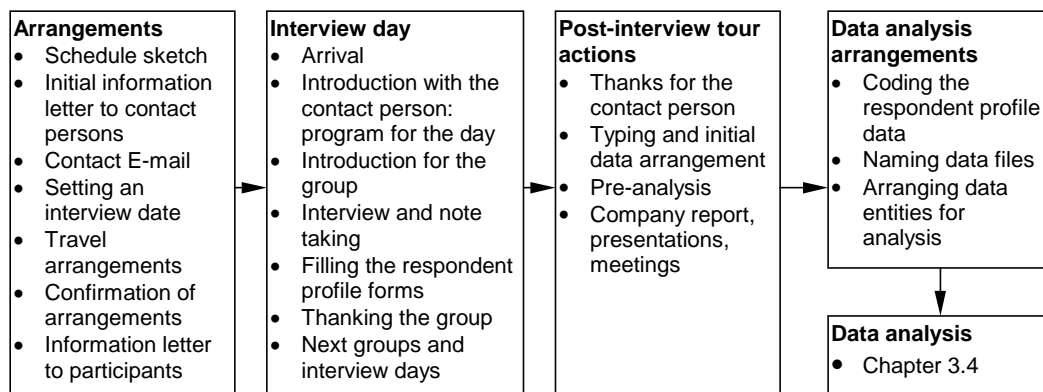 Arrangements
• Schedule sketch
• Initial information
letter to contact
persons
• Contact E-mail
• Setting an
interview date
• Travel
arrangements
• Confirmation of
arrangements
• Information letter
to participants
Interview day
• Arrival
• Introduction with the
contact person:
program for the day
• Introduction for the
group
• Interview and note
taking
• Filling the respondent
profile forms
• Thanking the group
• Next groups and
interview days
Post-interview tour
actions
• Thanks for the
contact person
• Typing and initial
data arrangement
• Pre-analysis
• Company report,
presentations,
meetings
Data analysis
arrangements
• Coding the
respondent profile
data
• Naming data files
• Arranging data
entities for
analysis
Data analysis
• Chapter 3.4